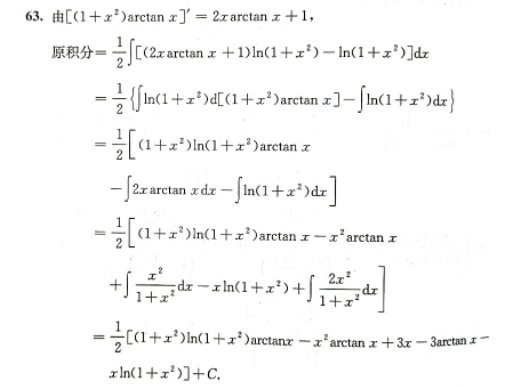 63. 由[(1+x²)arctan x]′ = 2x arctan x + 1,
原积分 = 1/2 ∫[(2x arctan x + 1)ln(1+x²) − ln(1+x²)]dx
= 1/2 {∫ln(1+x²)d[(1+x²)arctan x] − ∫ln(1+x²)dx}
= 1/2 [(1+x²)ln(1+x²)arctan x
− ∫2x arctan x dx − ∫ln(1+x²)dx]
= 1/2 [(1+x²)ln(1+x²)arctan x − x² arctan x
+ ∫ x²/(1+x²) dx − x ln(1+x²) + ∫ 2x²/(1+x²) dx]
= 1/2 [(1+x²)ln(1+x²)arctanx − x² arctan x + 3x − 3arctan x −
x ln(1+x²)] + C.